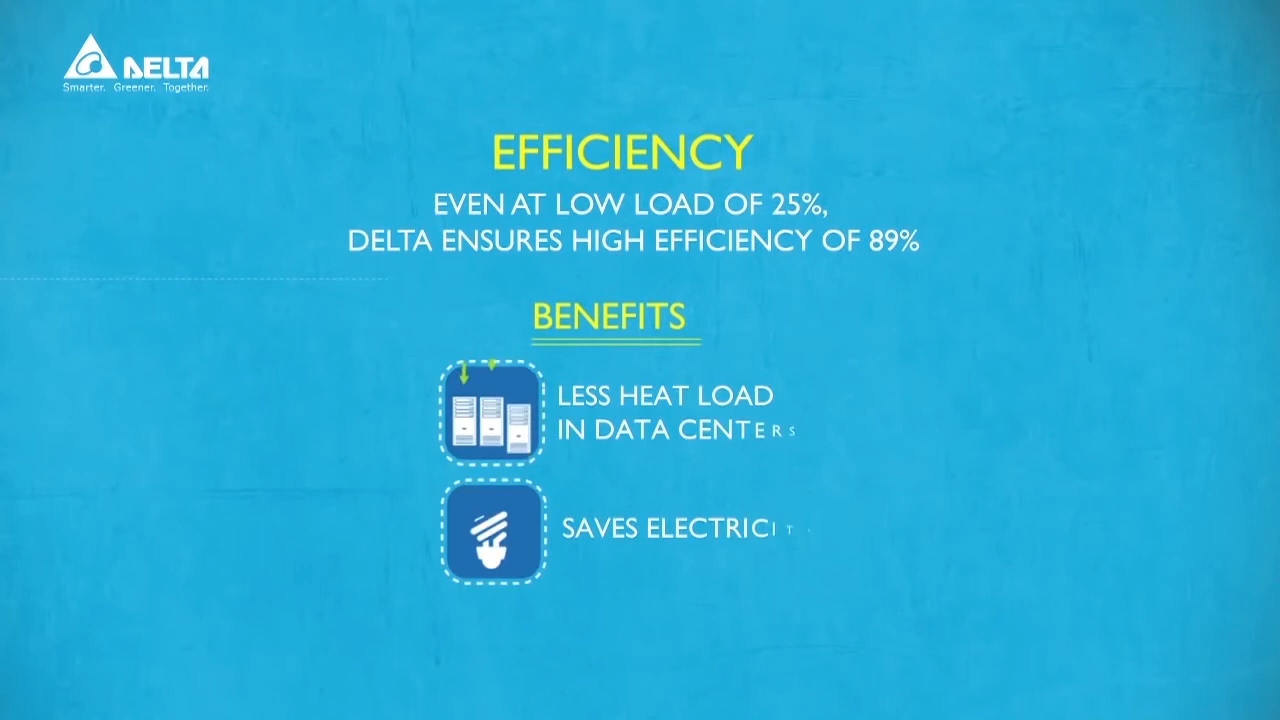 DELTA
Smarter. Greener. Together.
EFFICIENCY
EVEN AT LOW LOAD OF 25%,
DELTA ENSURES HIGH EFFICIENCY OF 89%
BENEFITS
LESS HEAT LOAD
IN DATA CENTERS
SAVES ELECTRICIT